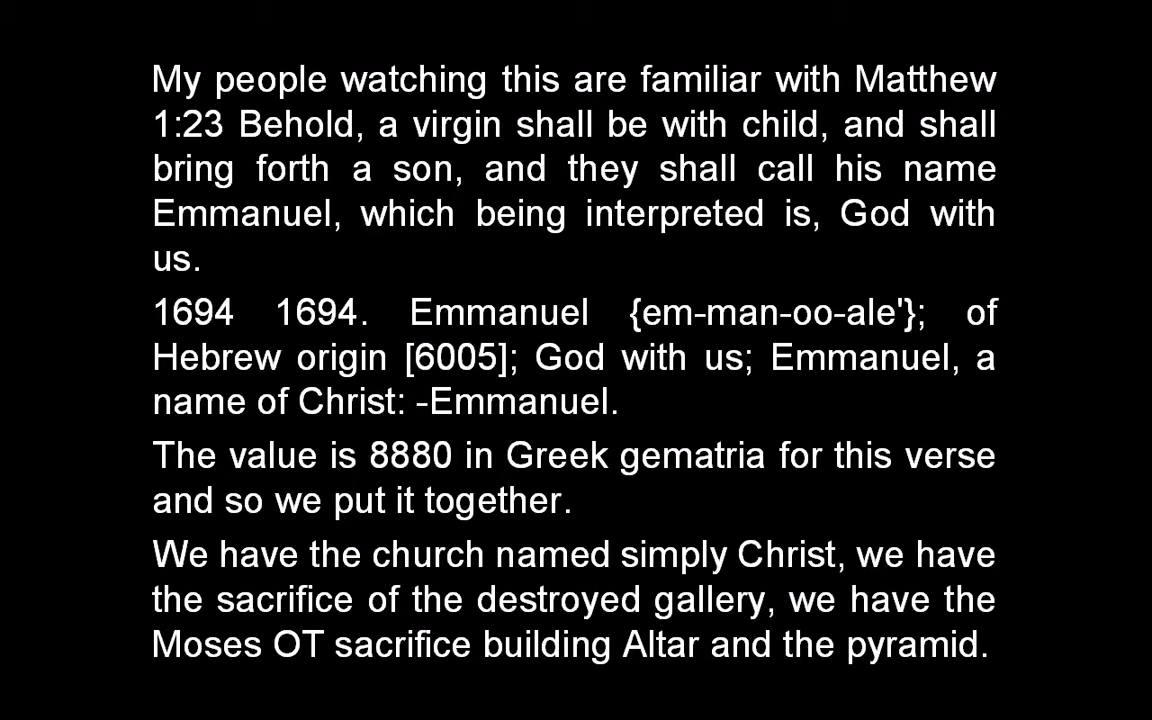 My people watching this are familiar with Matthew
1:23 Behold, a virgin shall be with child, and shall
bring forth a son, and they shall call his name
Emmanuel, which being interpreted is, God with
us.
1694 1694. Emmanuel {em-man-oo-ale'}; of
Hebrew origin [6005]; God with us; Emmanuel, a
name of Christ: -Emmanuel.
The value is 8880 in Greek gematria for this verse
and so we put it together.
We have the church named simply Christ, we have
the sacrifice of the destroyed gallery, we have the
Moses OT sacrifice building Altar and the pyramid.